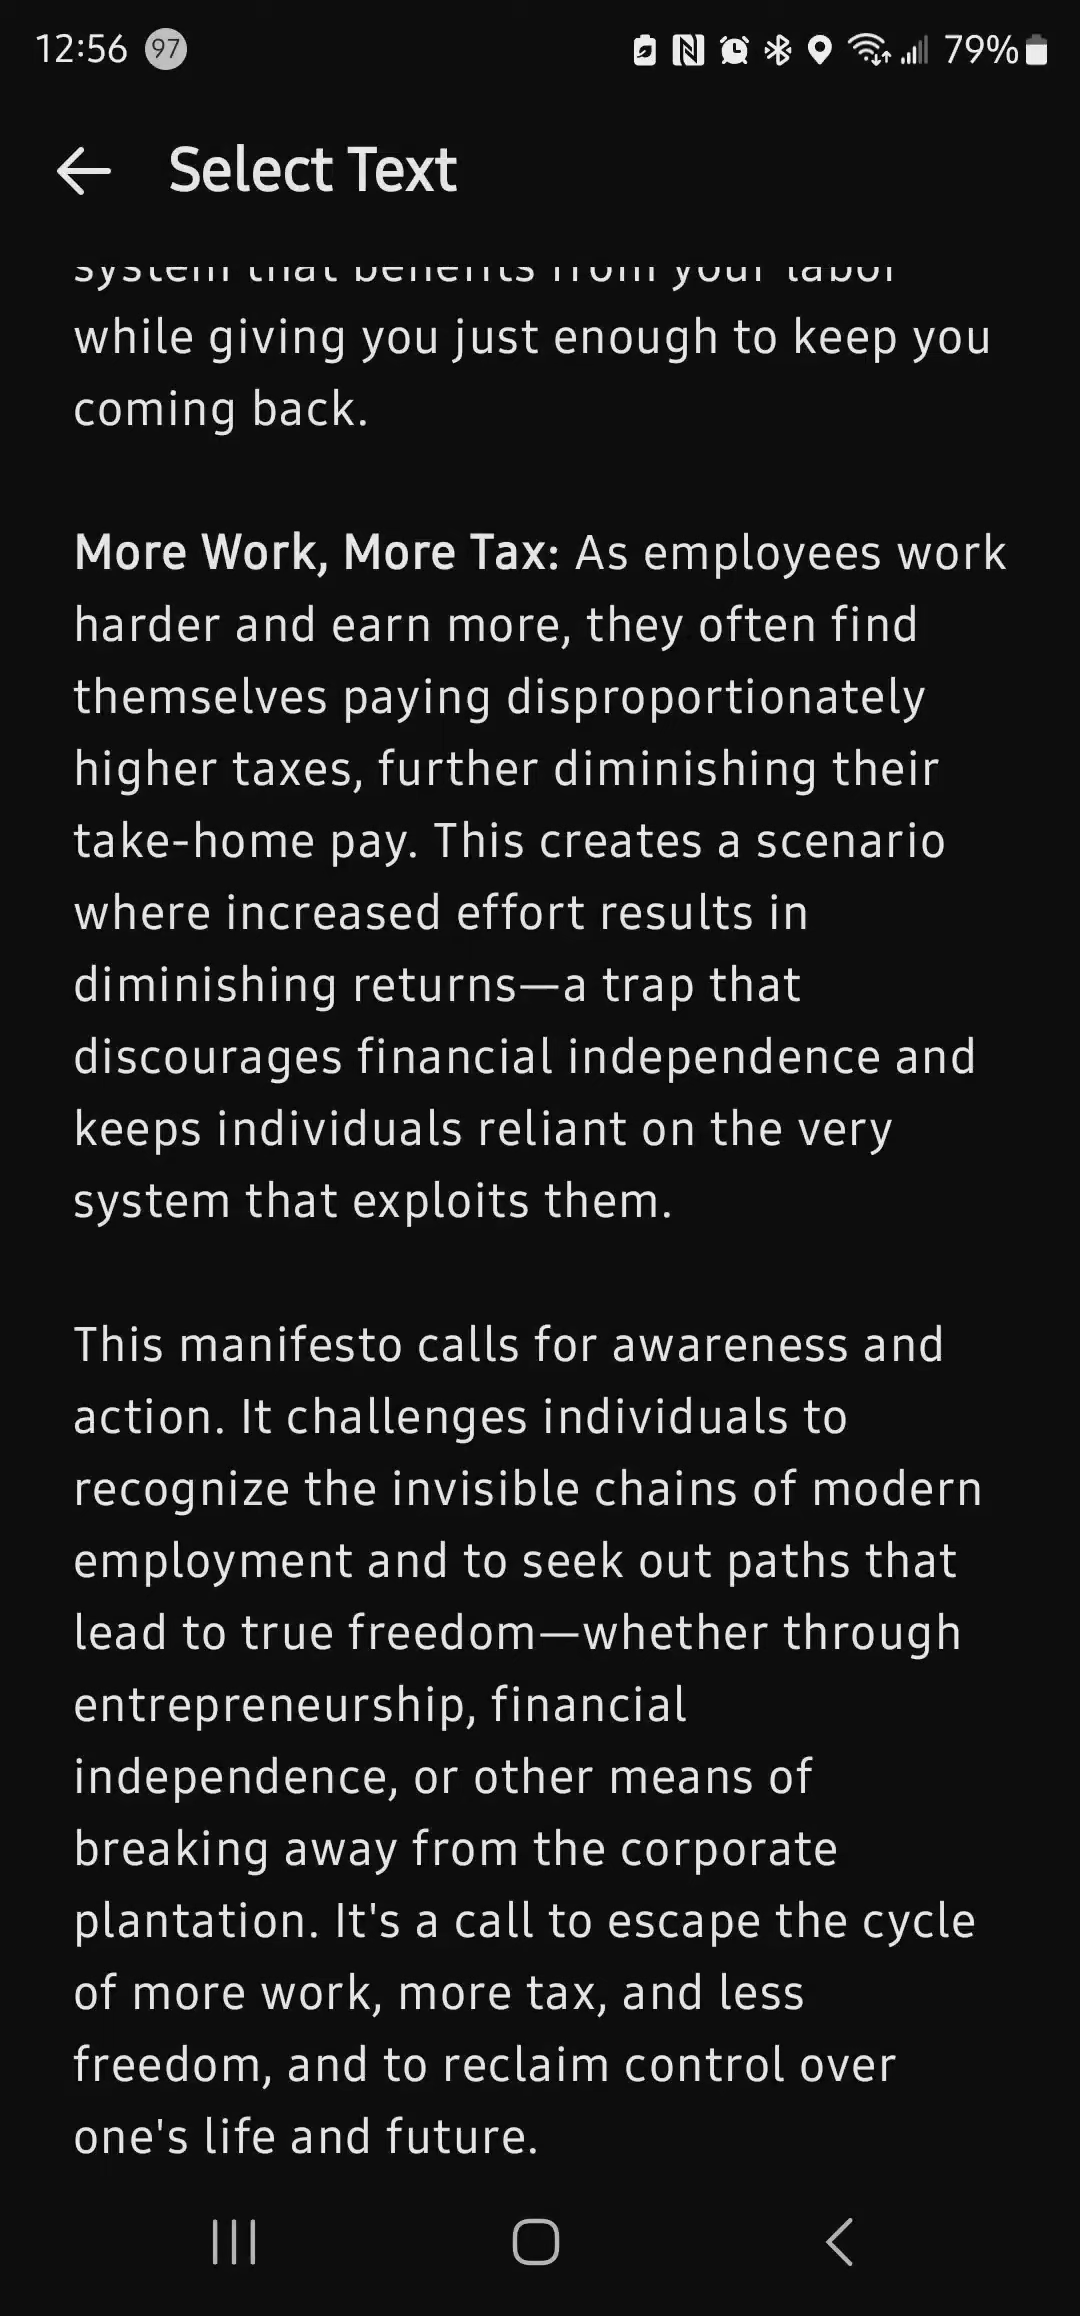 12:56 97 79%
Select Text
system that benefits from your labor
while giving you just enough to keep you
coming back.
More Work, More Tax: As employees work
harder and earn more, they often find
themselves paying disproportionately
higher taxes, further diminishing their
take-home pay. This creates a scenario
where increased effort results in
diminishing returns—a trap that
discourages financial independence and
keeps individuals reliant on the very
system that exploits them.
This manifesto calls for awareness and
action. It challenges individuals to
recognize the invisible chains of modern
employment and to seek out paths that
lead to true freedom—whether through
entrepreneurship, financial
independence, or other means of
breaking away from the corporate
plantation. It's a call to escape the cycle
of more work, more tax, and less
freedom, and to reclaim control over
one's life and future.